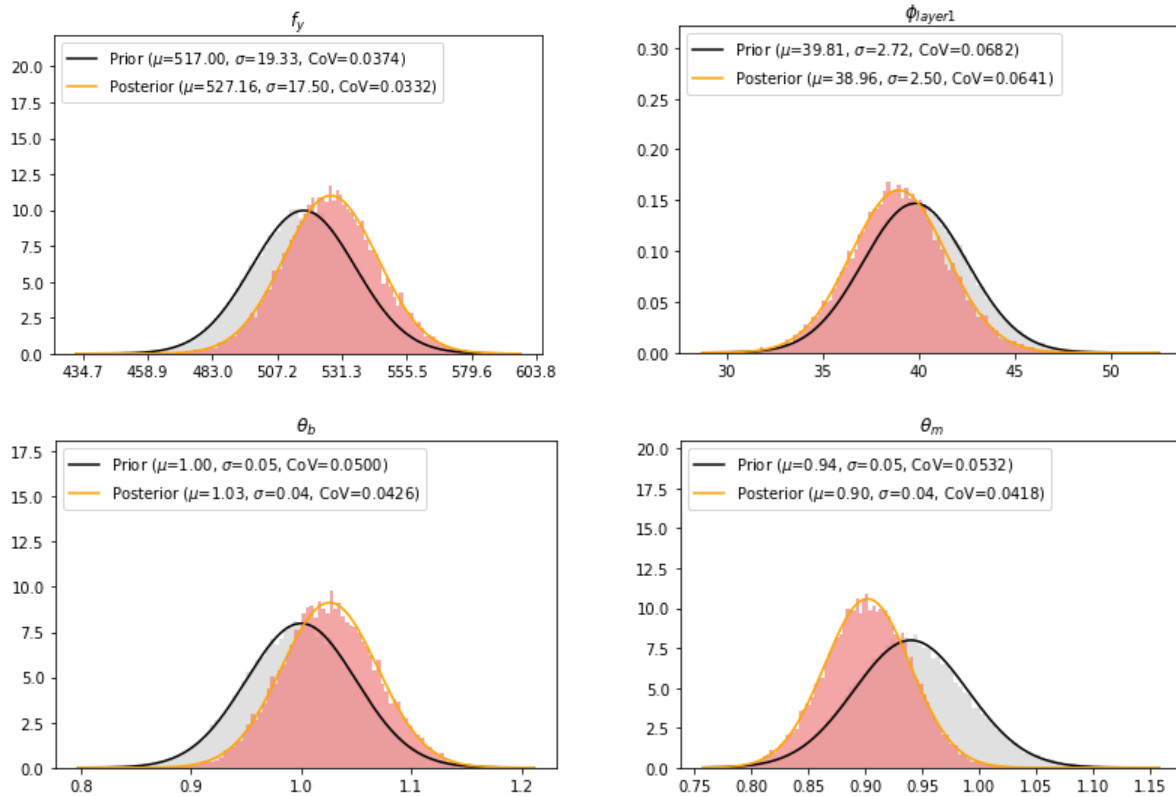 f_y
Prior (μ=517.00, σ=19.33, CoV=0.0374)
Posterior (μ=527.16, σ=17.50, CoV=0.0332)
20.0
17.5
15.0
12.5
10.0
7.5
5.0
2.5
0.0
434.7 458.9 483.0 507.2 531.3 555.5 579.6 603.8
ϕ_layer1
Prior (μ=39.81, σ=2.72, CoV=0.0682)
Posterior (μ=38.96, σ=2.50, CoV=0.0641)
0.30
0.25
0.20
0.15
0.10
0.05
0.00
30 35 40 45 50
θ_b
Prior (μ=1.00, σ=0.05, CoV=0.0500)
Posterior (μ=1.03, σ=0.04, CoV=0.0426)
17.5
15.0
12.5
10.0
7.5
5.0
2.5
0.0
0.8 0.9 1.0 1.1 1.2
θ_m
Prior (μ=0.94, σ=0.05, CoV=0.0532)
Posterior (μ=0.90, σ=0.04, CoV=0.0418)
20.0
17.5
15.0
12.5
10.0
7.5
5.0
2.5
0.0
0.75 0.80 0.85 0.90 0.95 1.00 1.05 1.10 1.15